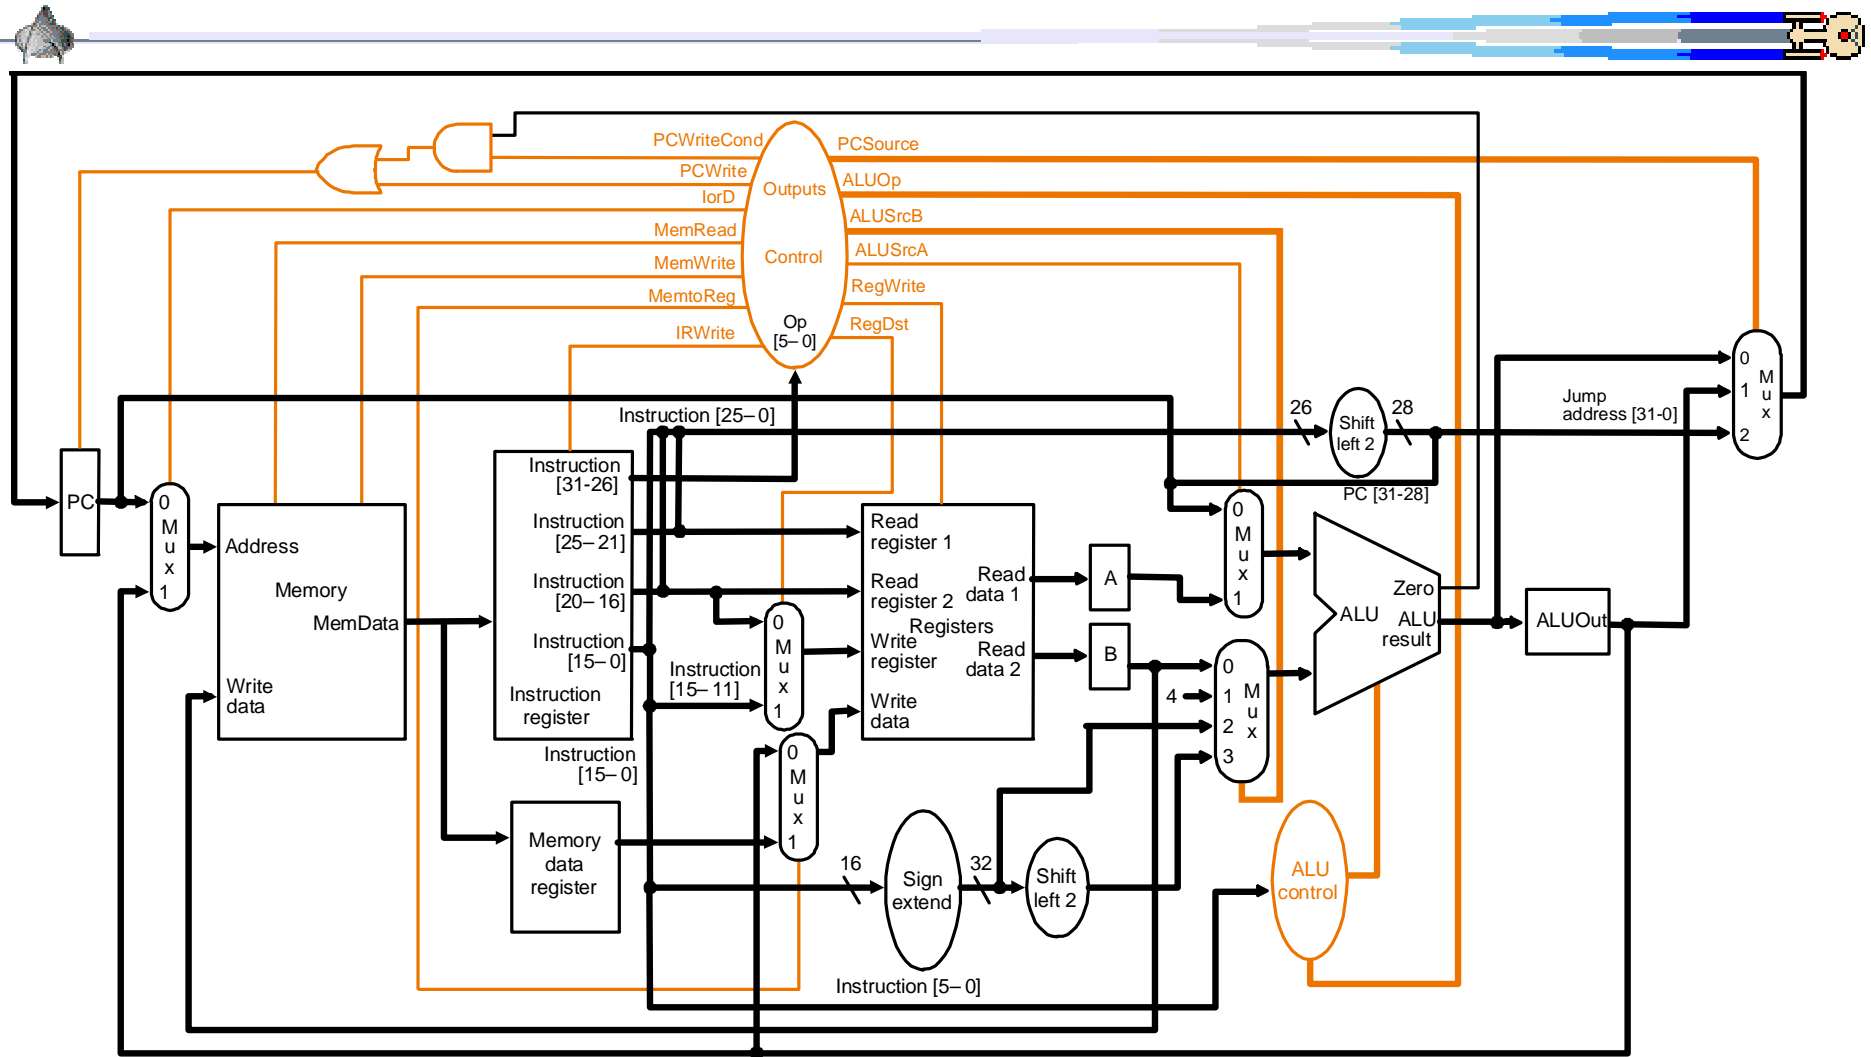 PCWriteCond
PCSource
PCWrite
ALUOp
Outputs
IorD
ALUSrcB
MemRead
ALUSrcA
Control
MemWrite
RegWrite
MemtoReg
Op
[5–0]
RegDst
IRWrite
0
1
2
M
u
x
Jump
address [31-0]
Instruction [25–0]
26
Shift
left 2
28
PC [31-28]
PC
0
M
u
x
1
Address
Memory
MemData
Write
data
Instruction
[31-26]
Instruction
[25–21]
Instruction
[20–16]
Instruction
[15–0]
Instruction
register
Instruction
[15–0]
Instruction
[15–11]
0
M
u
x
1
0
M
u
x
1
Memory
data
register
Read
register 1
Read
register 2
Registers
Write
register
Write
data
Read
data 1
Read
data 2
A
B
0
M
u
x
1
4
0
1
2
3
M
u
x
Zero
ALU
ALU
result
ALUOut
16
Sign
extend
32
Shift
left 2
ALU
control
Instruction [5–0]